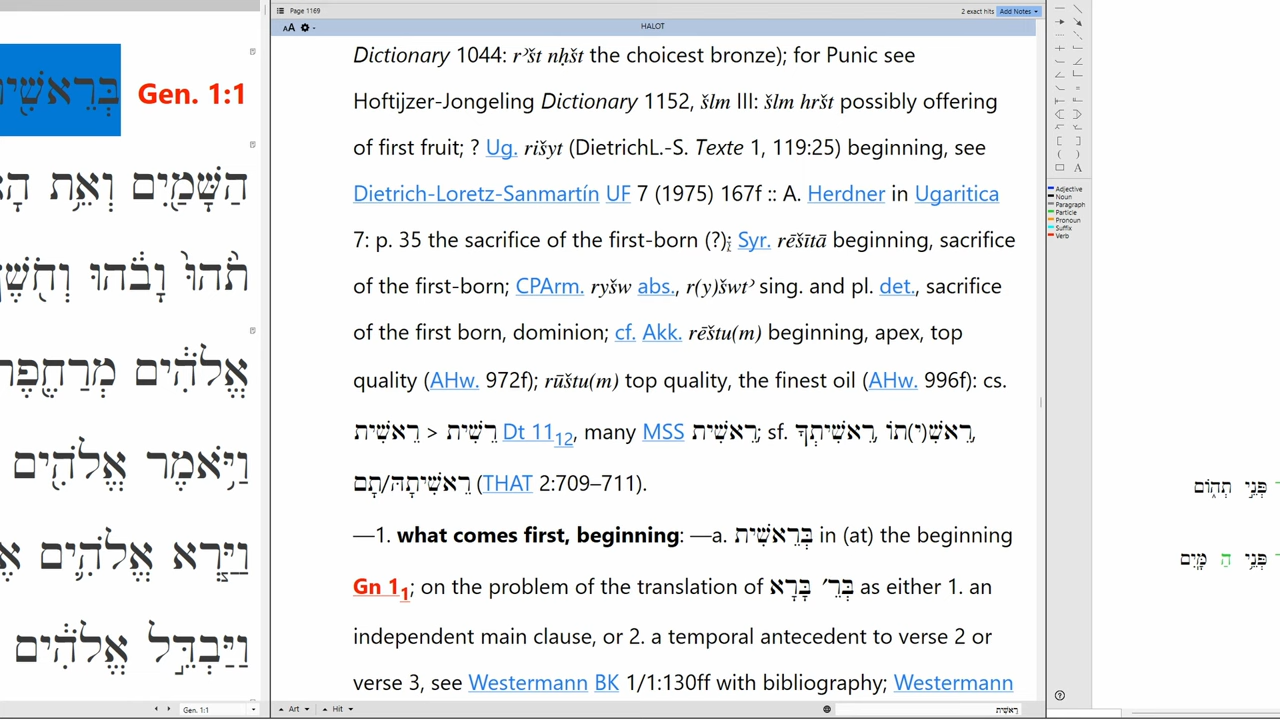 Page 1169
2 exact hits
Add Notes
HALOT
Gen. 1:1
בְּרֵאשִׁ֖ית
הַשָּׁמַ֖יִם וְאֵ֥ת
תֹ֙הוּ֙ וָבֹ֔הוּ
אֱלֹהִ֔ים מְרַחֶ֖פֶת
וַיֹּ֥אמֶר אֱלֹהִ֖ים
וַיַּ֧רְא אֱלֹהִ֛ים
וַיַּבְדֵּ֣ל אֱלֹהִ֔ים
Gen. 1:1
Dictionary 1044: rʾšt nḥšt the choicest bronze); for Punic see
Hoftijzer-Jongeling Dictionary 1152, šlm III: šlm hršt possibly offering
of first fruit; ? Ug. rišyt (DietrichL.-S. Texte 1, 119:25) beginning, see
Dietrich-Loretz-Sanmartín UF 7 (1975) 167f :: A. Herdner in Ugaritica
7: p. 35 the sacrifice of the first-born (?); Syr. rēšītā beginning, sacrifice
of the first-born; CPArm. ryšw abs., r(y)šwtʾ sing. and pl. det., sacrifice
of the first born, dominion; cf. Akk. rēštu(m) beginning, apex, top
quality (AHw. 972f); rūštu(m) top quality, the finest oil (AHw. 996f): cs.
רֵאשִׁית > רֵשִׁית Dt 11₁₂, many MSS רֵאשִׁית; sf. רֵאשִׁיתְךָ, רֵאשִׁ(י)תוֹ,
רֵאשִׁיתָהּ/תָם (THAT 2:709–711).
—1. what comes first, beginning: —a. בְּרֵאשִׁית in (at) the beginning
Gn 1₁; on the problem of the translation of בְּרֵ׳ בָּרָא as either 1. an
independent main clause, or 2. a temporal antecedent to verse 2 or
verse 3, see Westermann BK 1/1:130ff with bibliography; Westermann
Art
Hit
רֵאשִׁית
Adjective
Noun
Paragraph
Particle
Pronoun
Suffix
Verb
פְּנֵ֣י תְה֑וֹם
פְּנֵ֥י הַ מָּֽיִם